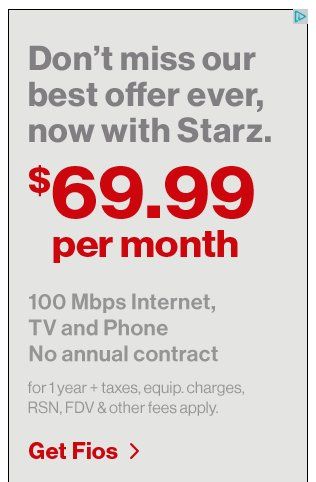 Don't miss our
best offer ever,
now with Starz.
$69.99
per month
100 Mbps Internet,
TV and Phone
No annual contract
for 1 year + taxes, equip. charges,
RSN, FDV & other fees apply.
Get Fios >